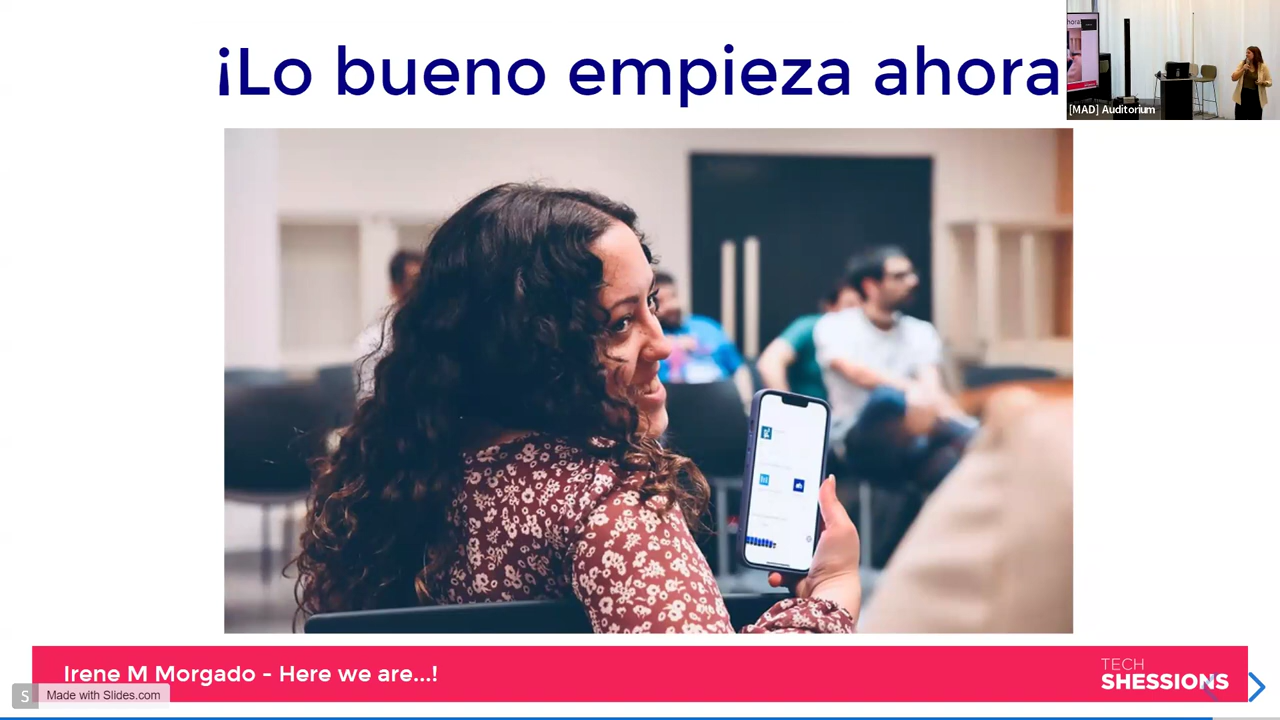 ¡Lo bueno empieza ahora
[MAD] Auditorium
Irene M Morgado - Here we are...!
TECH
SHESSIONS
S Made with Slides.com